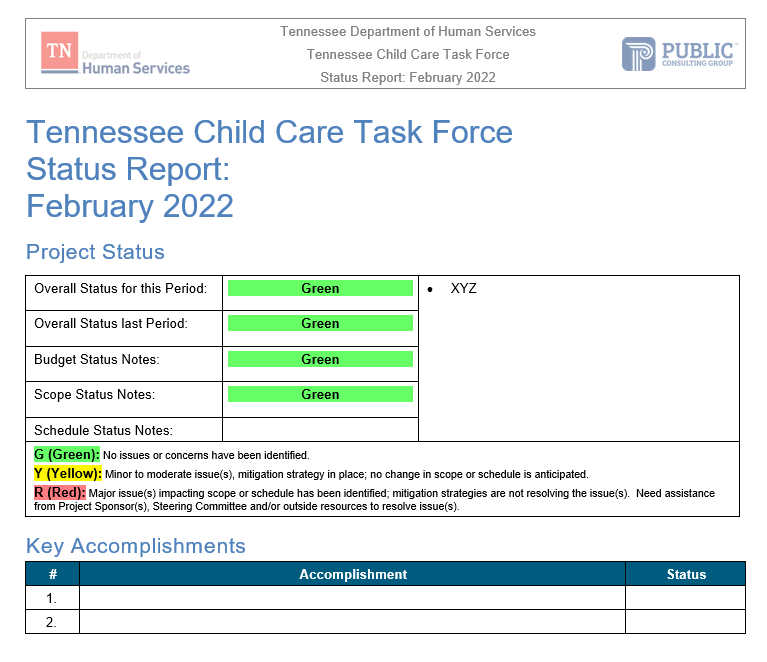 TN
Department of
Human Services
Tennessee Department of Human Services
Tennessee Child Care Task Force
Status Report: February 2022
PUBLIC
CONSULTING GROUP
Tennessee Child Care Task Force
Status Report:
February 2022
Project Status
Overall Status for this Period: Green • XYZ
Overall Status last Period: Green
Budget Status Notes: Green
Scope Status Notes: Green
Schedule Status Notes:
G (Green): No issues or concerns have been identified.
Y (Yellow): Minor to moderate issue(s), mitigation strategy in place; no change in scope or schedule is anticipated.
R (Red): Major issue(s) impacting scope or schedule has been identified; mitigation strategies are not resolving the issue(s). Need assistance
from Project Sponsor(s), Steering Committee and/or outside resources to resolve issue(s).
Key Accomplishments
# Accomplishment Status
1.
2.